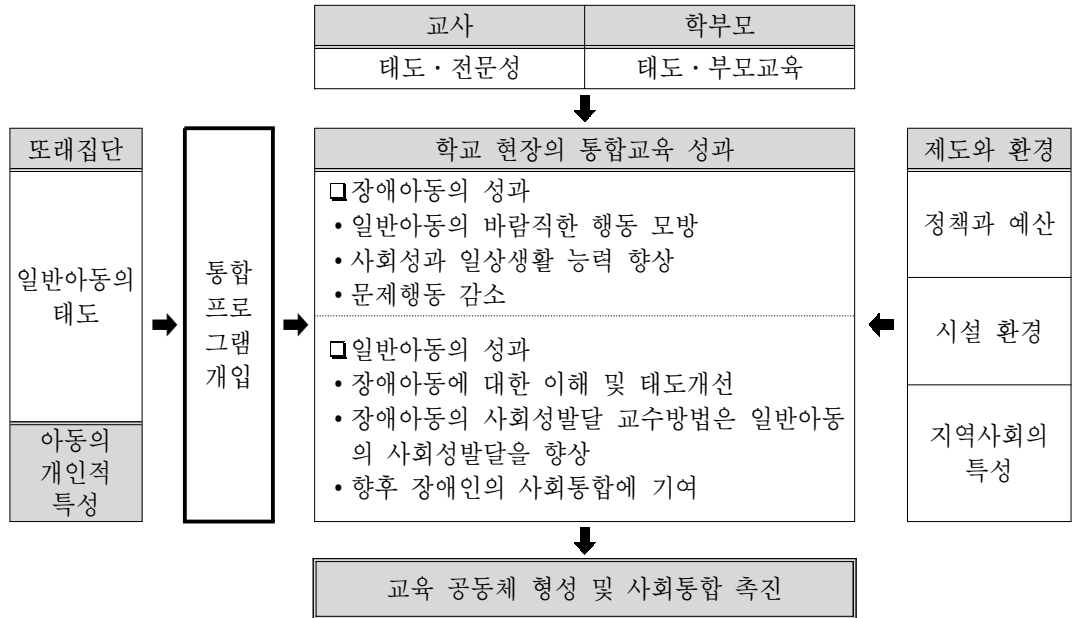 교사
학부모
태도・전문성
태도・부모교육
또래집단
일반아동의
태도
아동의
개인적
특성
통합
프로
그램
개입
학교 현장의 통합교육 성과
❏장애아동의 성과
•일반아동의 바람직한 행동 모방
•사회성과 일상생활 능력 향상
•문제행동 감소
❏일반아동의 성과
•장애아동에 대한 이해 및 태도개선
•장애아동의 사회성발달 교수방법은 일반아동
의 사회성발달을 향상
•향후 장애인의 사회통합에 기여
제도와 환경
정책과 예산
시설 환경
지역사회의
특성
교육 공동체 형성 및 사회통합 촉진